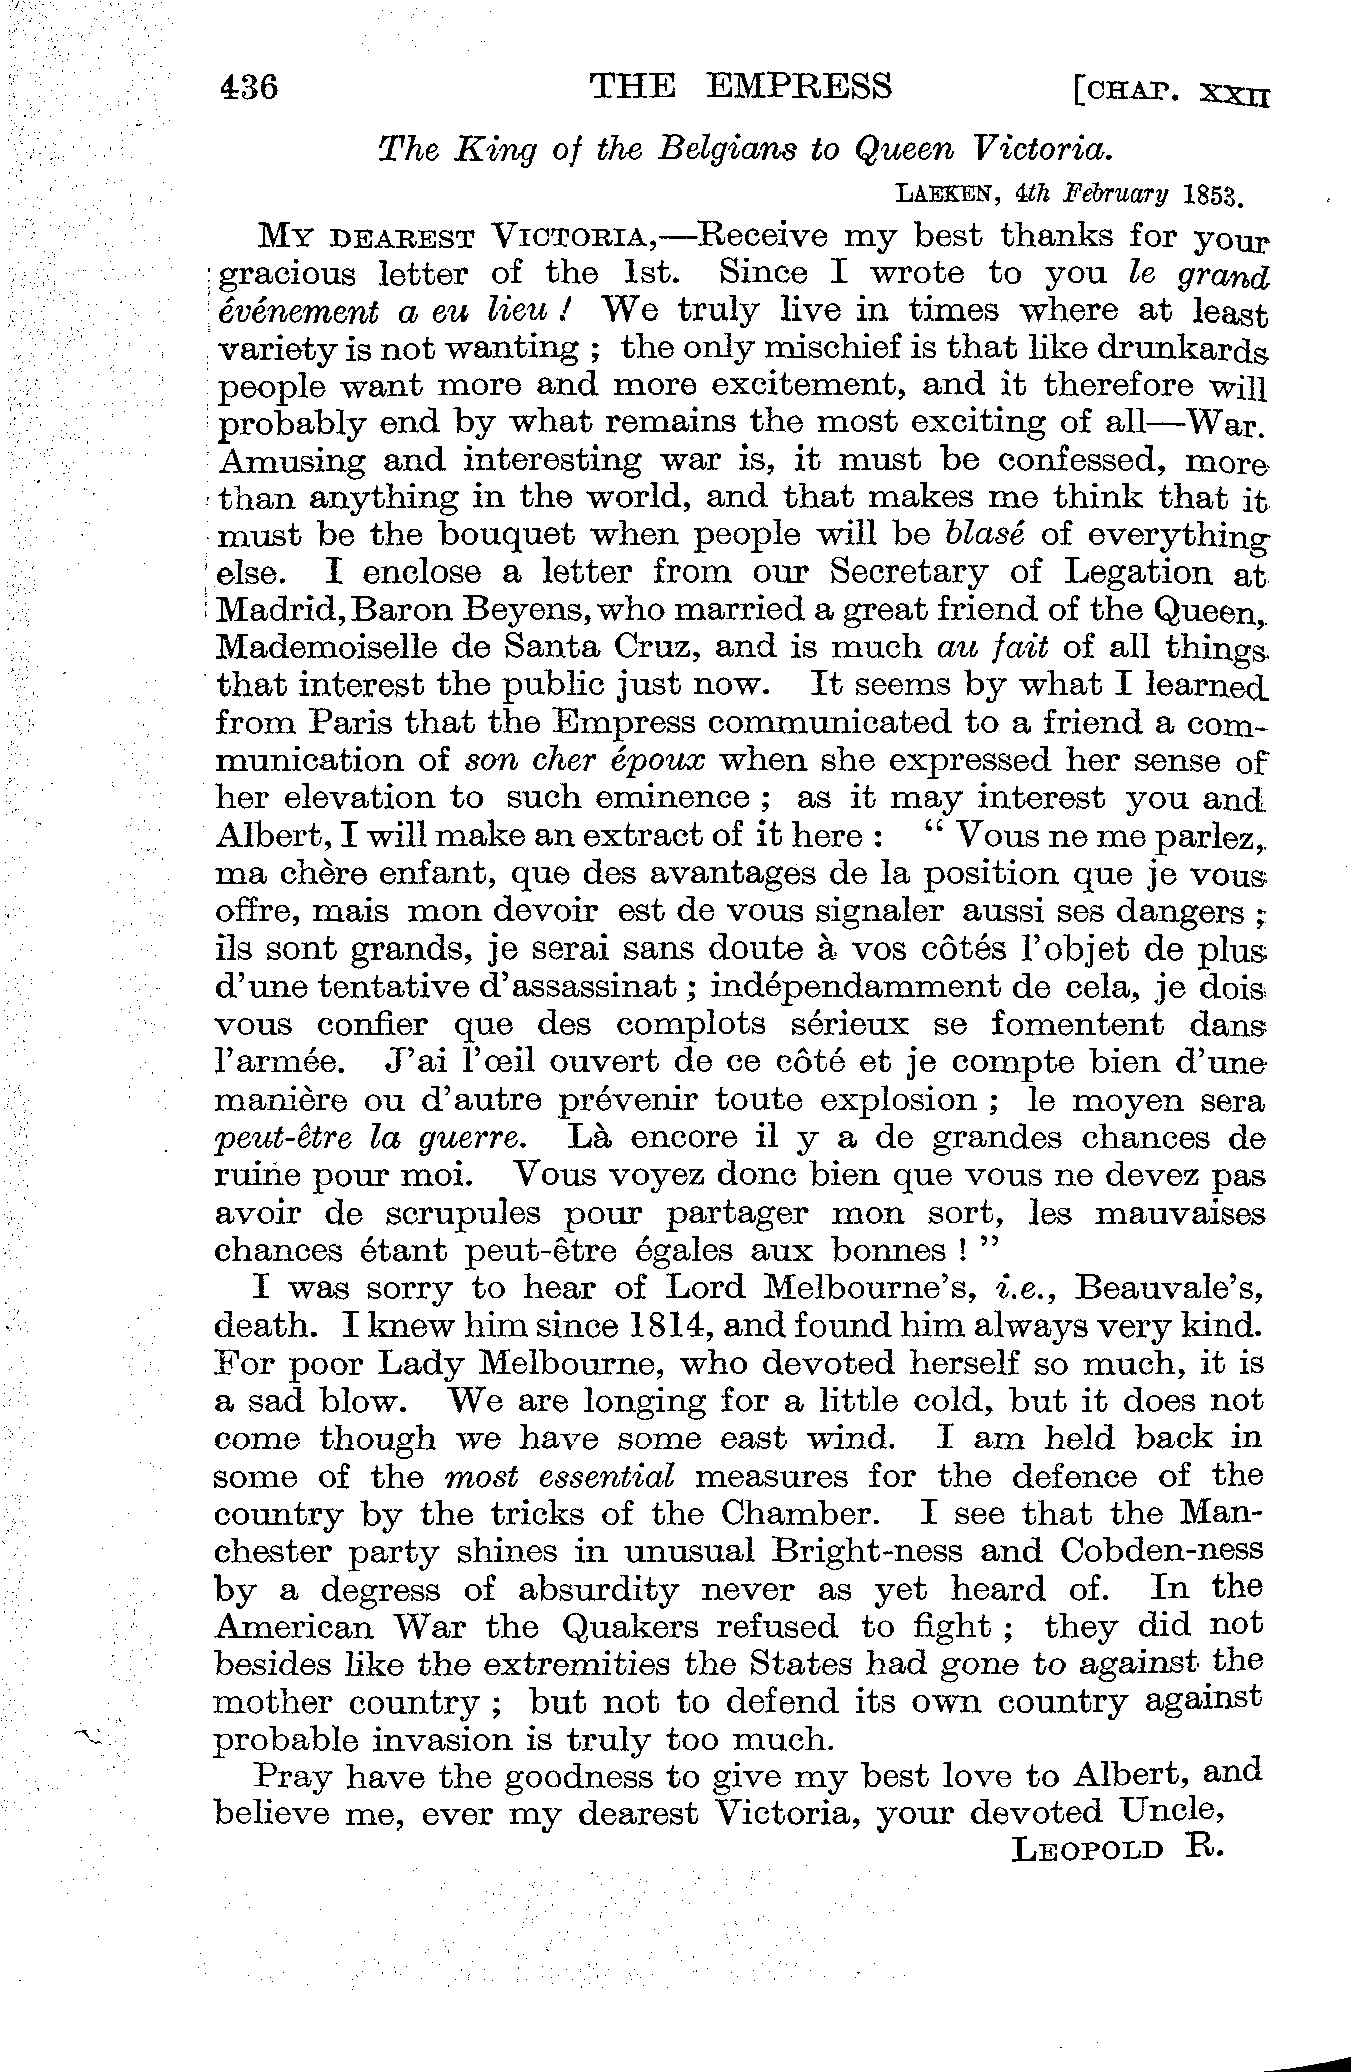 436 THE EMPRESS [CHAP. XXII
The King of the Belgians to Queen Victoria.
LAEKEN, 4th February 1853.
MY DEAREST VICTORIA,—Receive my best thanks for your
gracious letter of the 1st. Since I wrote to you le grand
événement a eu lieu ! We truly live in times where at least
variety is not wanting ; the only mischief is that like drunkards
people want more and more excitement, and it therefore will
probably end by what remains the most exciting of all—War.
Amusing and interesting war is, it must be confessed, more
than anything in the world, and that makes me think that it
must be the bouquet when people will be blasé of everything
else. I enclose a letter from our Secretary of Legation at
Madrid, Baron Beyens, who married a great friend of the Queen,
Mademoiselle de Santa Cruz, and is much au fait of all things
that interest the public just now. It seems by what I learned
from Paris that the Empress communicated to a friend a com-
munication of son cher époux when she expressed her sense of
her elevation to such eminence ; as it may interest you and
Albert, I will make an extract of it here : “ Vous ne me parlez,
ma chère enfant, que des avantages de la position que je vous
offre, mais mon devoir est de vous signaler aussi ses dangers ;
ils sont grands, je serai sans doute à vos côtés l’objet de plus
d’une tentative d’assassinat ; indépendamment de cela, je dois
vous confier que des complots sérieux se fomentent dans
l’armée. J’ai l’œil ouvert de ce côté et je compte bien d’une
manière ou d’autre prévenir toute explosion ; le moyen sera
peut-être la guerre. Là encore il y a de grandes chances de
ruine pour moi. Vous voyez donc bien que vous ne devez pas
avoir de scrupules pour partager mon sort, les mauvaises
chances étant peut-être égales aux bonnes ! ”
I was sorry to hear of Lord Melbourne’s, i.e., Beauvale’s,
death. I knew him since 1814, and found him always very kind.
For poor Lady Melbourne, who devoted herself so much, it is
a sad blow. We are longing for a little cold, but it does not
come though we have some east wind. I am held back in
some of the most essential measures for the defence of the
country by the tricks of the Chamber. I see that the Man-
chester party shines in unusual Bright-ness and Cobden-ness
by a degress of absurdity never as yet heard of. In the
American War the Quakers refused to fight ; they did not
besides like the extremities the States had gone to against the
mother country ; but not to defend its own country against
probable invasion is truly too much.
Pray have the goodness to give my best love to Albert, and
believe me, ever my dearest Victoria, your devoted Uncle,
LEOPOLD R.